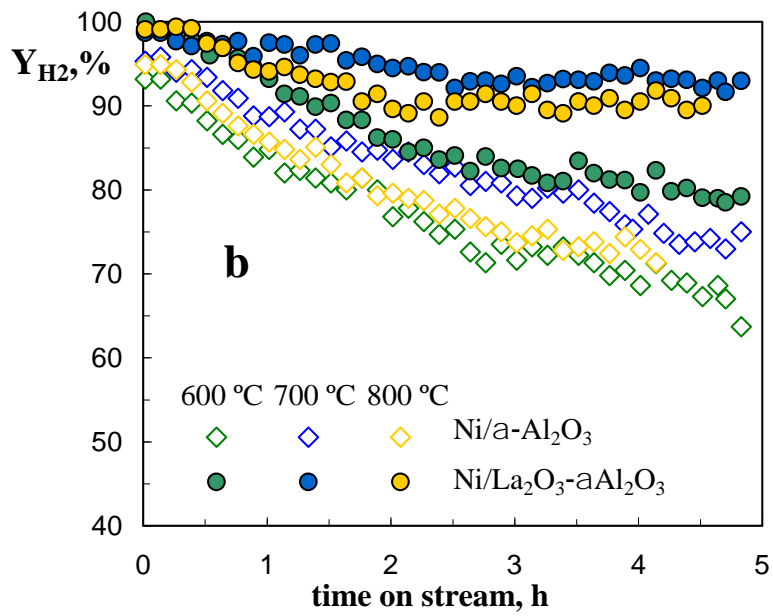 100
Y_H2,%
90
80
70
b
60
600 ºC 700 ºC 800 ºC
Ni/a-Al₂O₃
50
Ni/La₂O₃-aAl₂O₃
40
0 1 2 3 4 5
time on stream, h